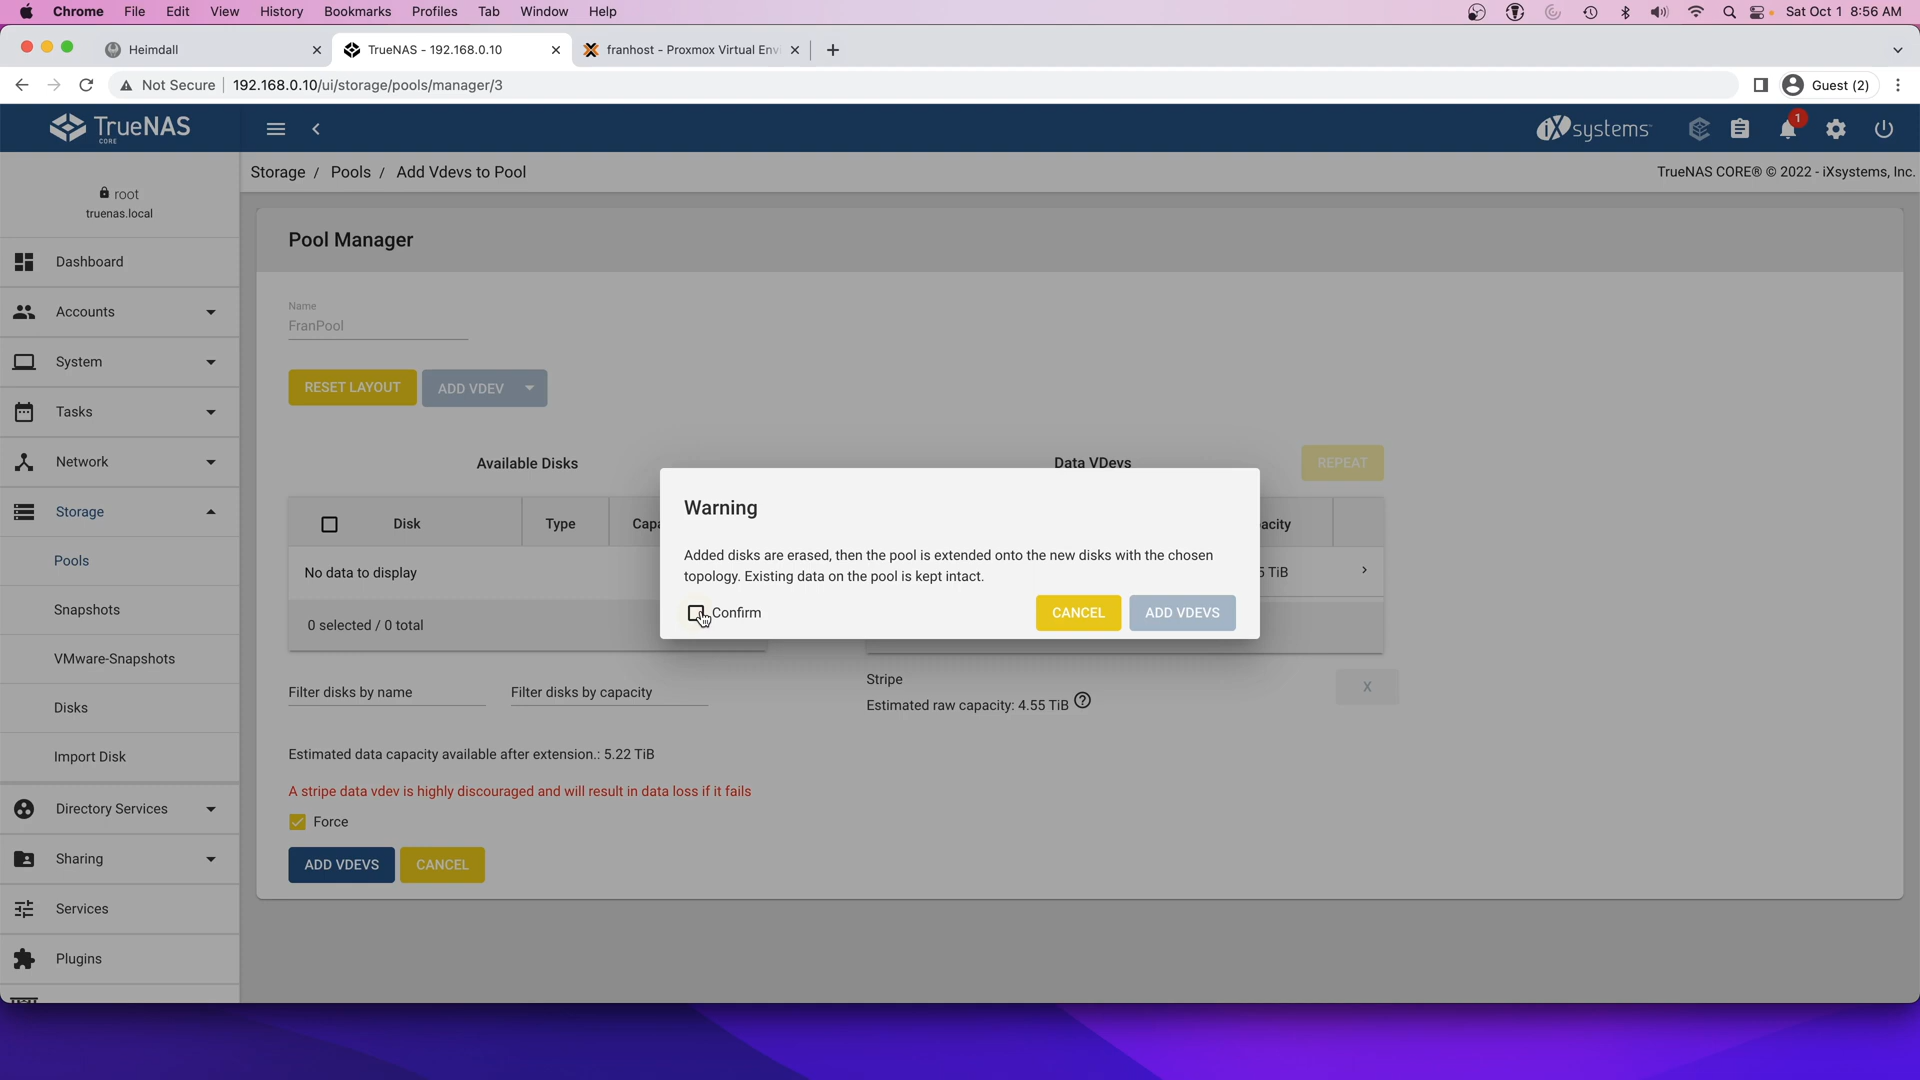 Chrome File Edit View History Bookmarks Profiles Tab Window Help Sat Oct 1 8:56 AM
Heimdall TrueNAS - 192.168.0.10 franhost - Proxmox Virtual Env
Not Secure 192.168.0.10/ui/storage/pools/manager/3 Guest (2)
TrueNAS CORE iXsystems 1
Storage / Pools / Add Vdevs to Pool TrueNAS CORE® © 2022 - iXsystems, Inc.
root
truenas.local
Dashboard
Accounts
System
Tasks
Network
Storage
Pools
Snapshots
VMware-Snapshots
Disks
Import Disk
Directory Services
Sharing
Services
Plugins
Pool Manager
Name
FranPool
RESET LAYOUT ADD VDEV
Available Disks Data VDevs REPEAT
Disk Type Capa acity
No data to display 5 TiB
0 selected / 0 total
Warning
Added disks are erased, then the pool is extended onto the new disks with the chosen
topology. Existing data on the pool is kept intact.
Confirm CANCEL ADD VDEVS
Filter disks by name Filter disks by capacity
Stripe X
Estimated raw capacity: 4.55 TiB ?
Estimated data capacity available after extension.: 5.22 TiB
A stripe data vdev is highly discouraged and will result in data loss if it fails
Force
ADD VDEVS CANCEL